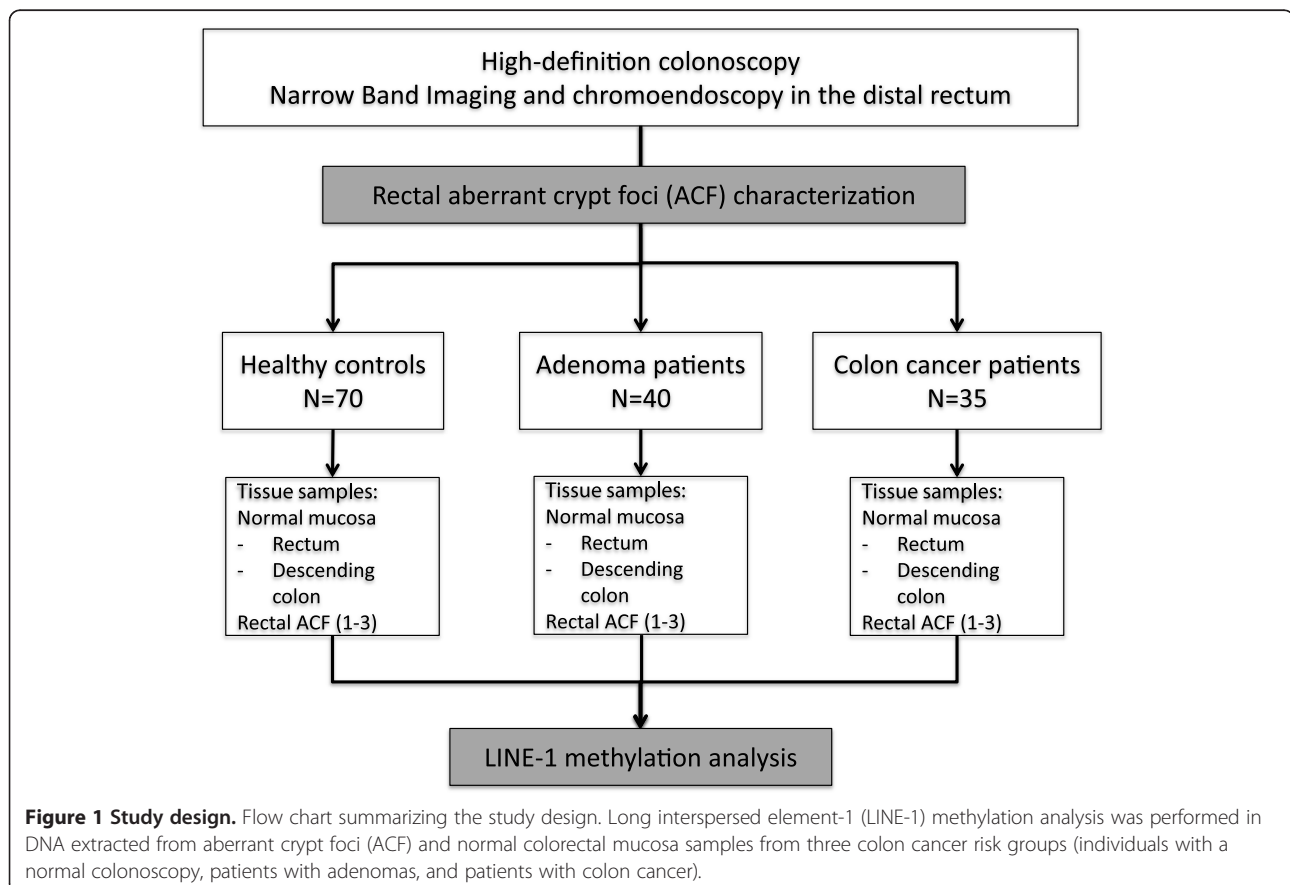 High-definition colonoscopy
Narrow Band Imaging and chromoendoscopy in the distal rectum
Rectal aberrant crypt foci (ACF) characterization
Healthy controls
N=70
Adenoma patients
N=40
Colon cancer patients
N=35
Tissue samples:
Normal mucosa
- Rectum
- Descending
colon
Rectal ACF (1-3)
Tissue samples:
Normal mucosa
- Rectum
- Descending
colon
Rectal ACF (1-3)
Tissue samples:
Normal mucosa
- Rectum
- Descending
colon
Rectal ACF (1-3)
LINE-1 methylation analysis
Figure 1 Study design. Flow chart summarizing the study design. Long interspersed element-1 (LINE-1) methylation analysis was performed in
DNA extracted from aberrant crypt foci (ACF) and normal colorectal mucosa samples from three colon cancer risk groups (individuals with a
normal colonoscopy, patients with adenomas, and patients with colon cancer).